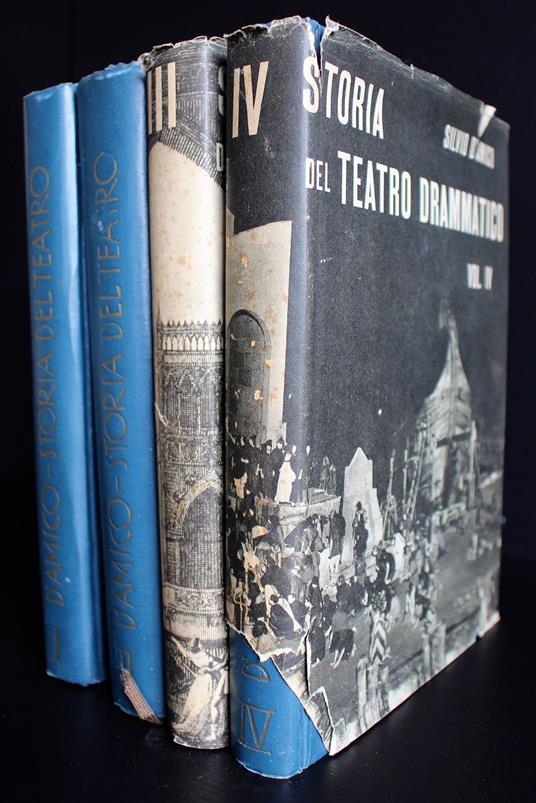 D'AMICO - STORIA DEL TEATRO
I
D'AMICO - STORIA DEL TEATRO
II
III
IV
IV
STORIA
SILVIO D'AMICO
DEL TEATRO DRAMMATICO
VOL. IV